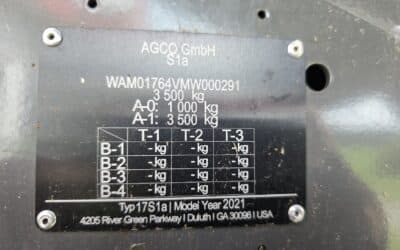 AGCO GmbH
S1a
WAM01764VMW000291
3 500 kg
A-0: 1 000 kg
A-1: 3 500 kg
T-1 T-2 T-3
B-1 -kg -kg -kg
B-2 -kg -kg -kg
B-3 -kg -kg -kg
B-4 -kg -kg -kg
Typ17S1a | Model Year 2021
4205 River Green Parkway | Duluth | GA 30096 | USA